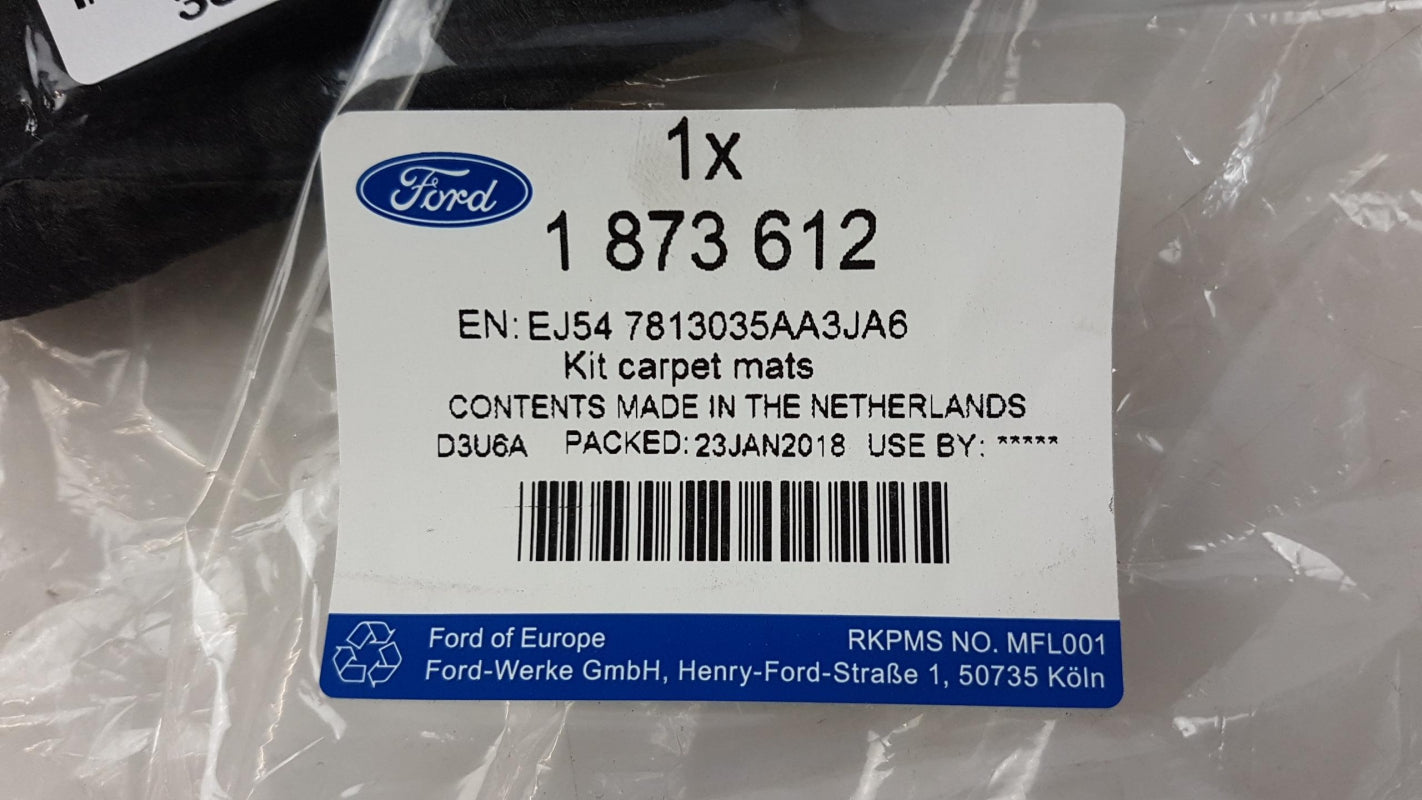 1x
Ford
1 873 612
EN: EJ54 7813035AA3JA6
Kit carpet mats
CONTENTS MADE IN THE NETHERLANDS
D3U6A PACKED: 23JAN2018 USE BY: *****
Ford of Europe RKPMS NO. MFL001
Ford-Werke GmbH, Henry-Ford-Straße 1, 50735 Köln